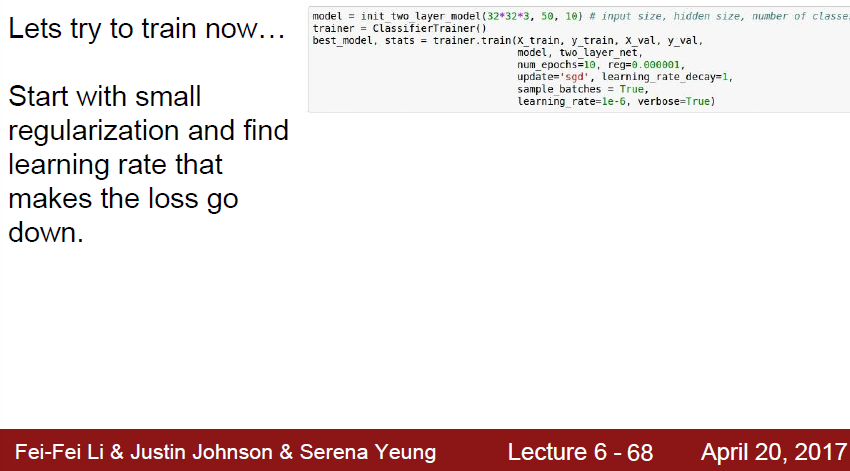 Lets try to train now…
Start with small
regularization and find
learning rate that
makes the loss go
down.
model = init_two_layer_model(32*32*3, 50, 10) # input size, hidden size, number of classe
trainer = ClassifierTrainer()
best_model, stats = trainer.train(X_train, y_train, X_val, y_val,
model, two_layer_net,
num_epochs=10, reg=0.000001,
update='sgd', learning_rate_decay=1,
sample_batches = True,
learning_rate=1e-6, verbose=True)
Fei-Fei Li & Justin Johnson & Serena Yeung Lecture 6 - 68 April 20, 2017